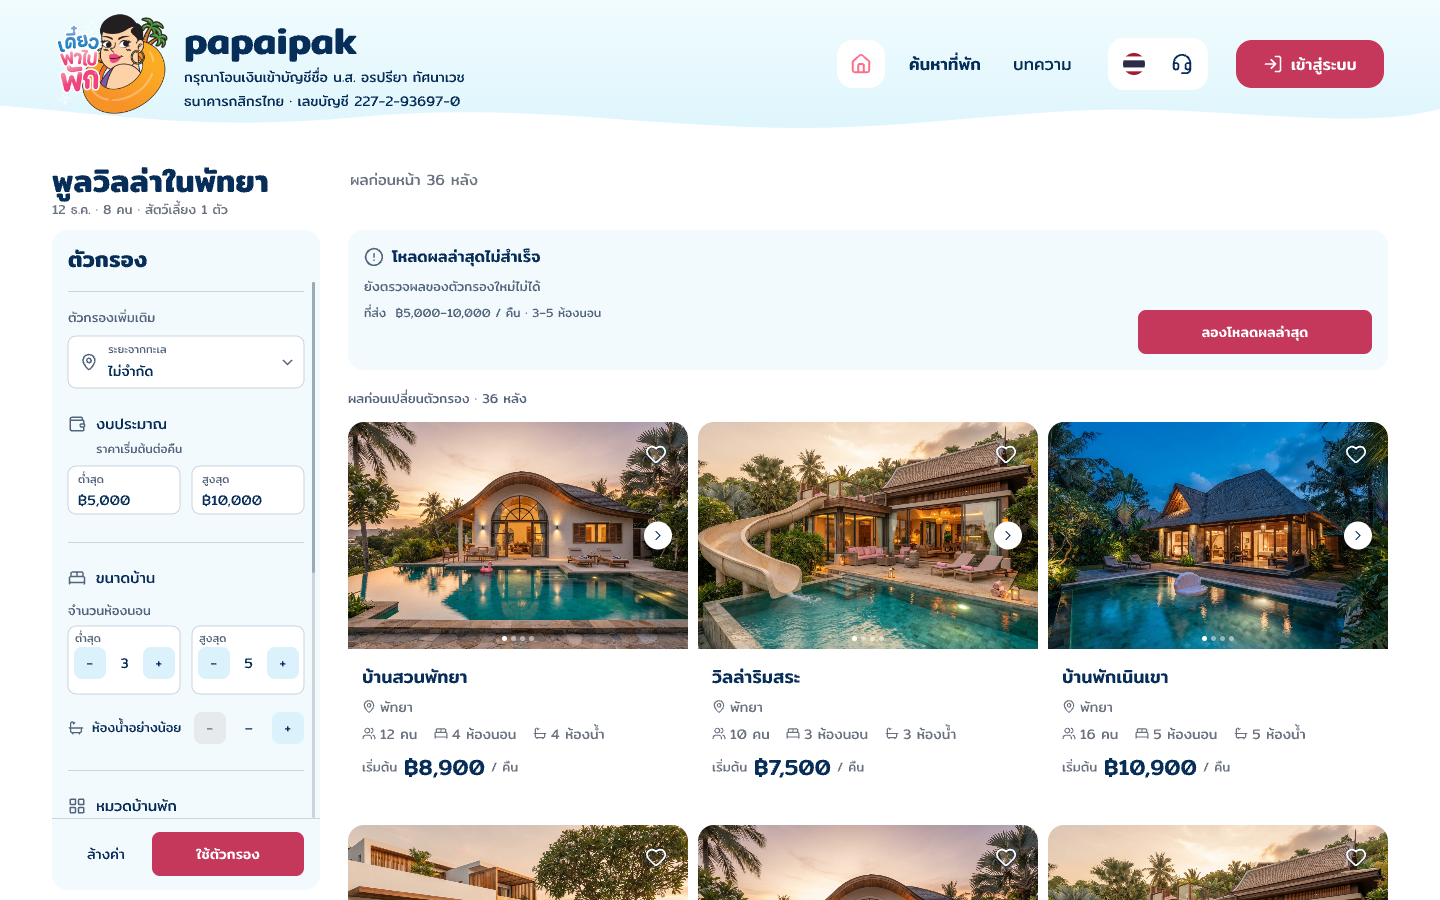 เดี๋ยว
พาไป
พัก
papaipak
กรุณาโอนเงินเข้าบัญชีชื่อ น.ส. อรปรียา ทัศนาเวช
ธนาคารกสิกรไทย · เลขบัญชี 227-2-93697-0
ค้นหาที่พัก
บทความ
เข้าสู่ระบบ
พูลวิลล่าในพัทยา
12 ธ.ค. · 8 คน · สัตว์เลี้ยง 1 ตัว
ผลก่อนหน้า 36 หลัง
ตัวกรอง
ตัวกรองเพิ่มเติม
ระยะจากทะเล
ไม่จำกัด
งบประมาณ
ราคาเริ่มต้นต่อคืน
ต่ำสุด สูงสุด
฿5,000 ฿10,000
ขนาดบ้าน
จำนวนห้องนอน
ต่ำสุด สูงสุด
- 3 + - 5 +
ห้องน้ำอย่างน้อย - – +
หมวดบ้านพัก
ล้างค่า
ใช้ตัวกรอง
โหลดผลล่าสุดไม่สำเร็จ
ยังตรวจผลของตัวกรองใหม่ไม่ได้
ที่ส่ง ฿5,000–10,000 / คืน · 3–5 ห้องนอน
ลองโหลดผลล่าสุด
ผลก่อนเปลี่ยนตัวกรอง · 36 หลัง
บ้านสวนพัทยา
พัทยา
12 คน 4 ห้องนอน 4 ห้องน้ำ
เริ่มต้น ฿8,900 / คืน
วิลล่าริมสระ
พัทยา
10 คน 3 ห้องนอน 3 ห้องน้ำ
เริ่มต้น ฿7,500 / คืน
บ้านพักเนินเขา
พัทยา
16 คน 5 ห้องนอน 5 ห้องน้ำ
เริ่มต้น ฿10,900 / คืน